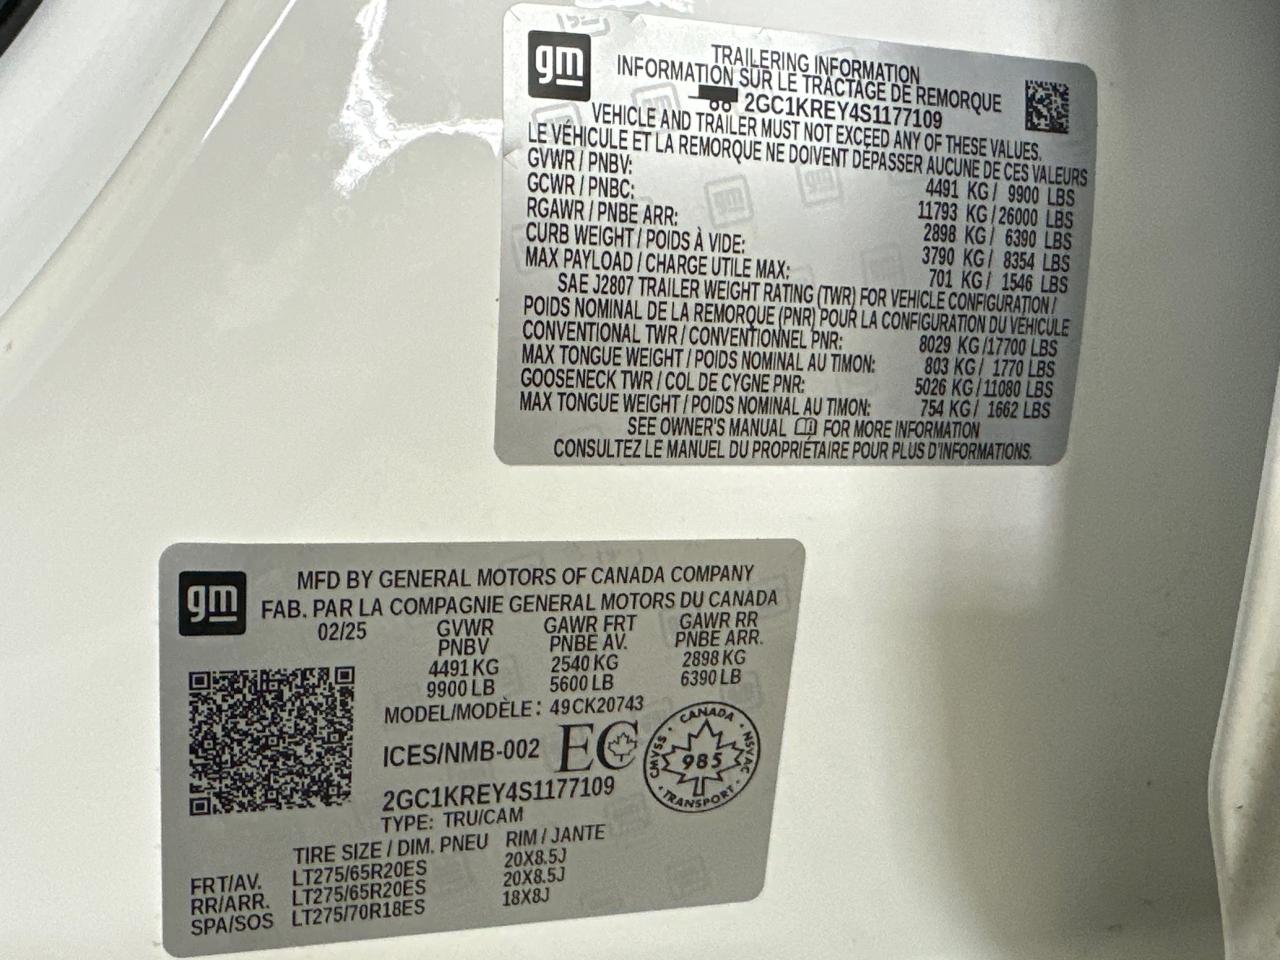 gm
TRAILERING INFORMATION
INFORMATION SUR LE TRACTAGE DE REMORQUE
2GC1KREY4S1177109
VEHICLE AND TRAILER MUST NOT EXCEED ANY OF THESE VALUES.
LE VÉHICULE ET LA REMORQUE NE DOIVENT DÉPASSER AUCUNE DE CES VALEURS
GVWR / PNBV: 4491 KG / 9900 LBS
GCWR / PNBC: 11793 KG / 26000 LBS
RGAWR / PNBE ARR: 2898 KG / 6390 LBS
CURB WEIGHT / POIDS À VIDE: 3790 KG / 8354 LBS
MAX PAYLOAD / CHARGE UTILE MAX: 701 KG / 1546 LBS
SAE J2807 TRAILER WEIGHT RATING (TWR) FOR VEHICLE CONFIGURATION /
POIDS NOMINAL DE LA REMORQUE (PNR) POUR LA CONFIGURATION DU VÉHICULE
CONVENTIONAL TWR / CONVENTIONNEL PNR: 8029 KG /17700 LBS
MAX TONGUE WEIGHT / POIDS NOMINAL AU TIMON: 803 KG / 1770 LBS
GOOSENECK TWR / COL DE CYGNE PNR: 5026 KG /11080 LBS
MAX TONGUE WEIGHT / POIDS NOMINAL AU TIMON: 754 KG / 1662 LBS
SEE OWNER'S MANUAL FOR MORE INFORMATION
CONSULTEZ LE MANUEL DU PROPRIÉTAIRE POUR PLUS D'INFORMATIONS.
gm
MFD BY GENERAL MOTORS OF CANADA COMPANY
FAB. PAR LA COMPAGNIE GENERAL MOTORS DU CANADA
02/25 GVWR GAWR FRT GAWR RR
PNBV PNBE AV. PNBE ARR.
4491 KG 2540 KG 2898 KG
9900 LB 5600 LB 6390 LB
MODEL/MODÈLE: 49CK20743
ICES/NMB-002 EC
CANADA
CMVSS 985 NSVAC
TRANSPORT
2GC1KREY4S1177109
TYPE: TRU/CAM
TIRE SIZE / DIM. PNEU RIM / JANTE
FRT/AV. LT275/65R20ES 20X8.5J
RR/ARR. LT275/65R20ES 20X8.5J
SPA/SOS LT275/70R18ES 18X8J